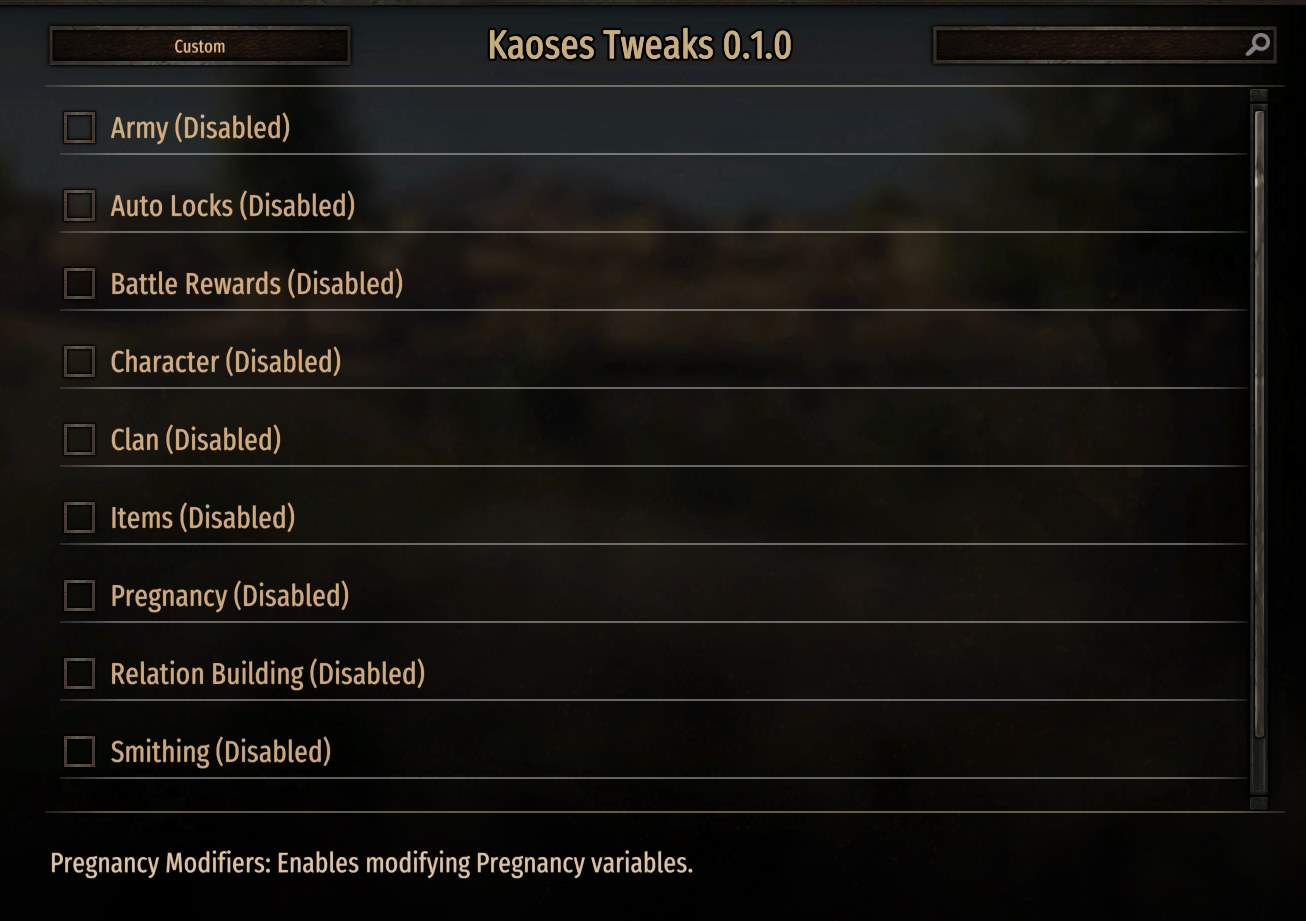 Custom
Kaoses Tweaks 0.1.0
Army (Disabled)
Auto Locks (Disabled)
Battle Rewards (Disabled)
Character (Disabled)
Clan (Disabled)
Items (Disabled)
Pregnancy (Disabled)
Relation Building (Disabled)
Smithing (Disabled)
Pregnancy Modifiers: Enables modifying Pregnancy variables.